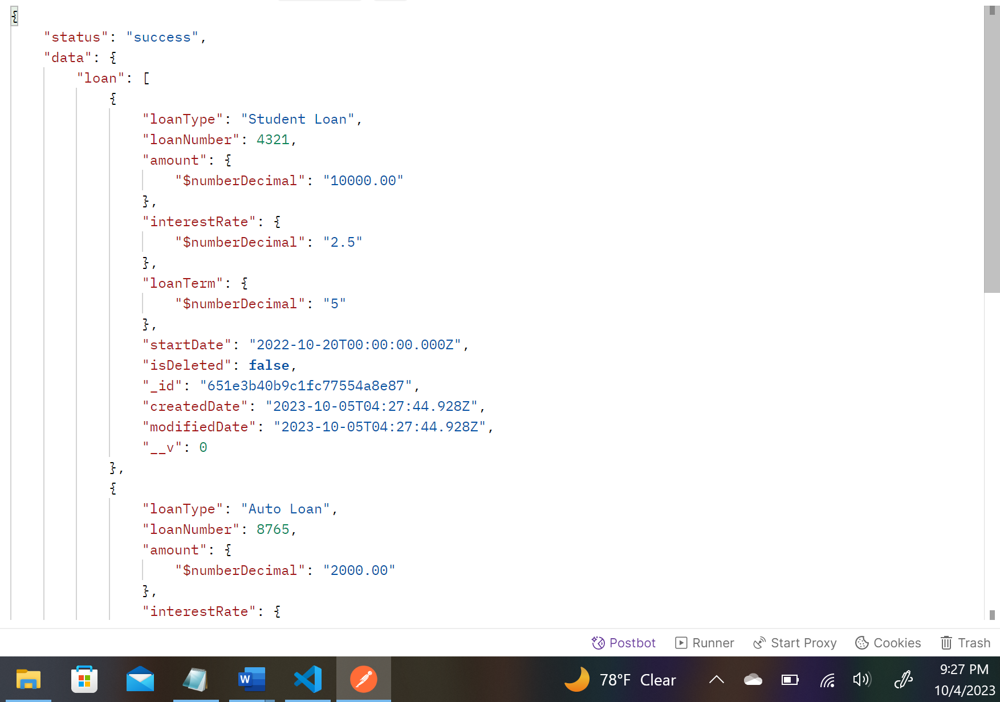 {
    "status": "success",
    "data": {
        "loan": [
            {
                "loanType": "Student Loan",
                "loanNumber": 4321,
                "amount": {
                    "$numberDecimal": "10000.00"
                },
                "interestRate": {
                    "$numberDecimal": "2.5"
                },
                "loanTerm": {
                    "$numberDecimal": "5"
                },
                "startDate": "2022-10-20T00:00:00.000Z",
                "isDeleted": false,
                "_id": "651e3b40b9c1fc77554a8e87",
                "createdDate": "2023-10-05T04:27:44.928Z",
                "modifiedDate": "2023-10-05T04:27:44.928Z",
                "__v": 0
            },
            {
                "loanType": "Auto Loan",
                "loanNumber": 8765,
                "amount": {
                    "$numberDecimal": "2000.00"
                },
                "interestRate": {
Postbot Runner Start Proxy Cookies Trash
W 78°F Clear 9:27 PM
10/4/2023